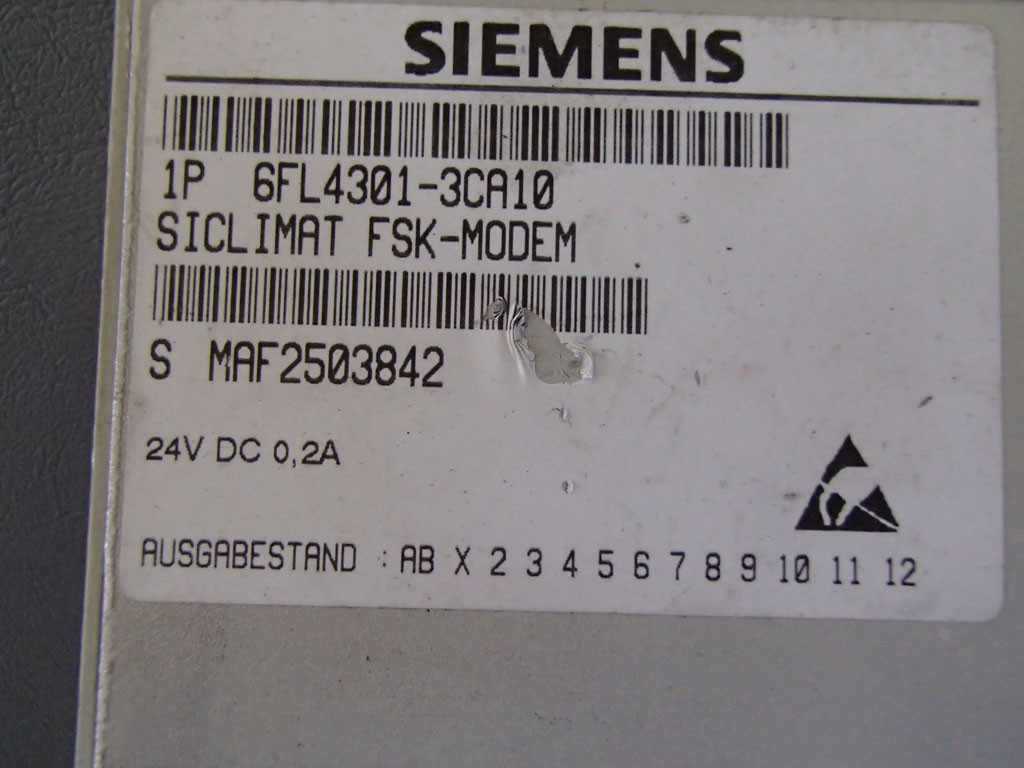 SIEMENS
1P 6FL4301-3CA10
SICLIMAT FSK-MODEM
S MAF2503842
24V DC 0,2A
AUSGABESTAND : AB X 2 3 4 5 6 7 8 9 10 11 12